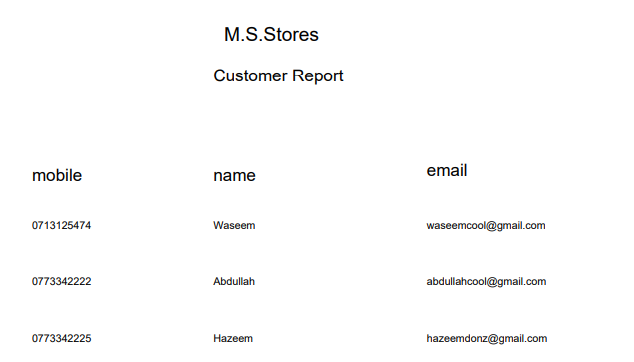 M.S.Stores
Customer Report
mobile name email
0713125474 Waseem waseemcool@gmail.com
0773342222 Abdullah abdullahcool@gmail.com
0773342225 Hazeem hazeemdonz@gmail.com